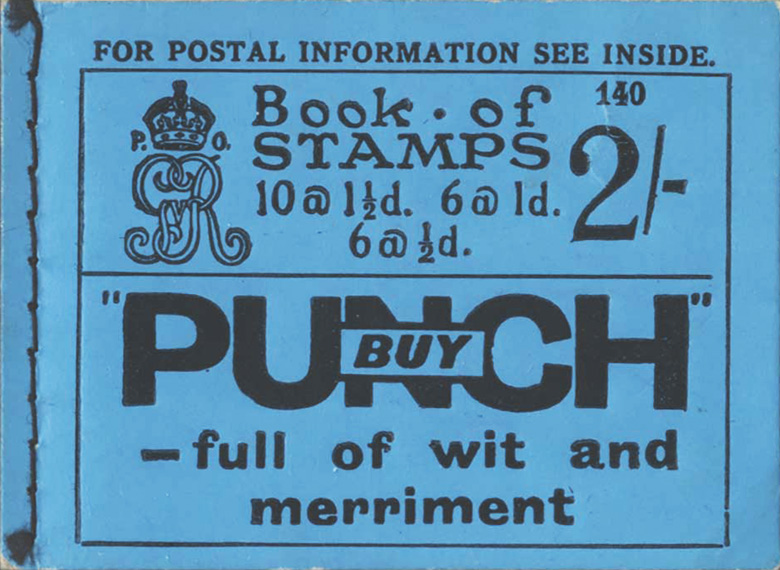 FOR POSTAL INFORMATION SEE INSIDE.
140
P. O.
GvR
Book · of
STAMPS
2/-
10@1½d. 6@1d.
6@½d.
"PUNCH"
BUY
—full of wit and
merriment